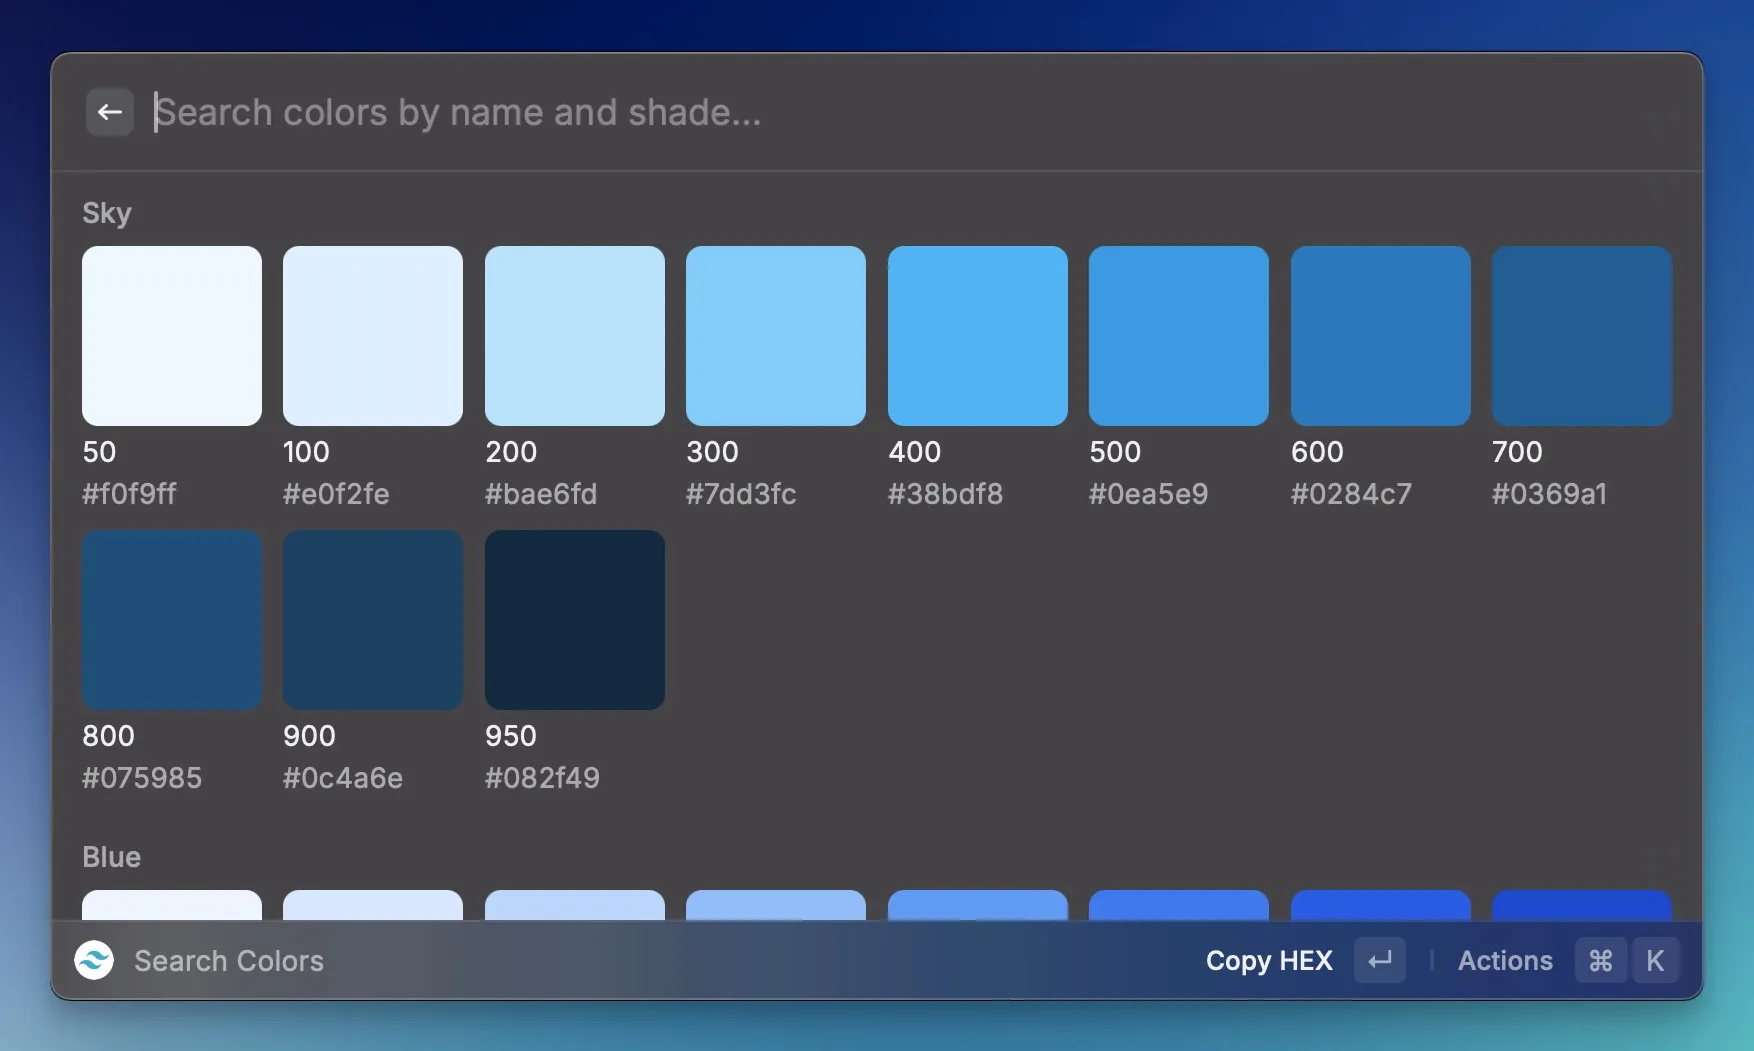 Search colors by name and shade...
Sky
50 100 200 300 400 500 600 700
#f0f9ff #e0f2fe #bae6fd #7dd3fc #38bdf8 #0ea5e9 #0284c7 #0369a1
800 900 950
#075985 #0c4a6e #082f49
Blue
Search Colors Copy HEX Actions ⌘ K